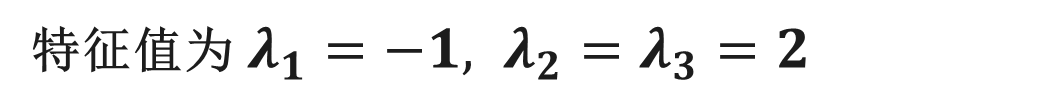 特征值为 λ₁ = −1, λ₂ = λ₃ = 2